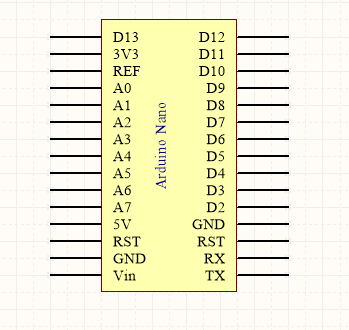 D13 D12
3V3 D11
REF D10
A0 D9
A1 D8
A2 D7
A3 D6
A4 D5
A5 D4
A6 D3
A7 D2
5V GND
RST RST
GND RX
Vin TX
Arduino Nano